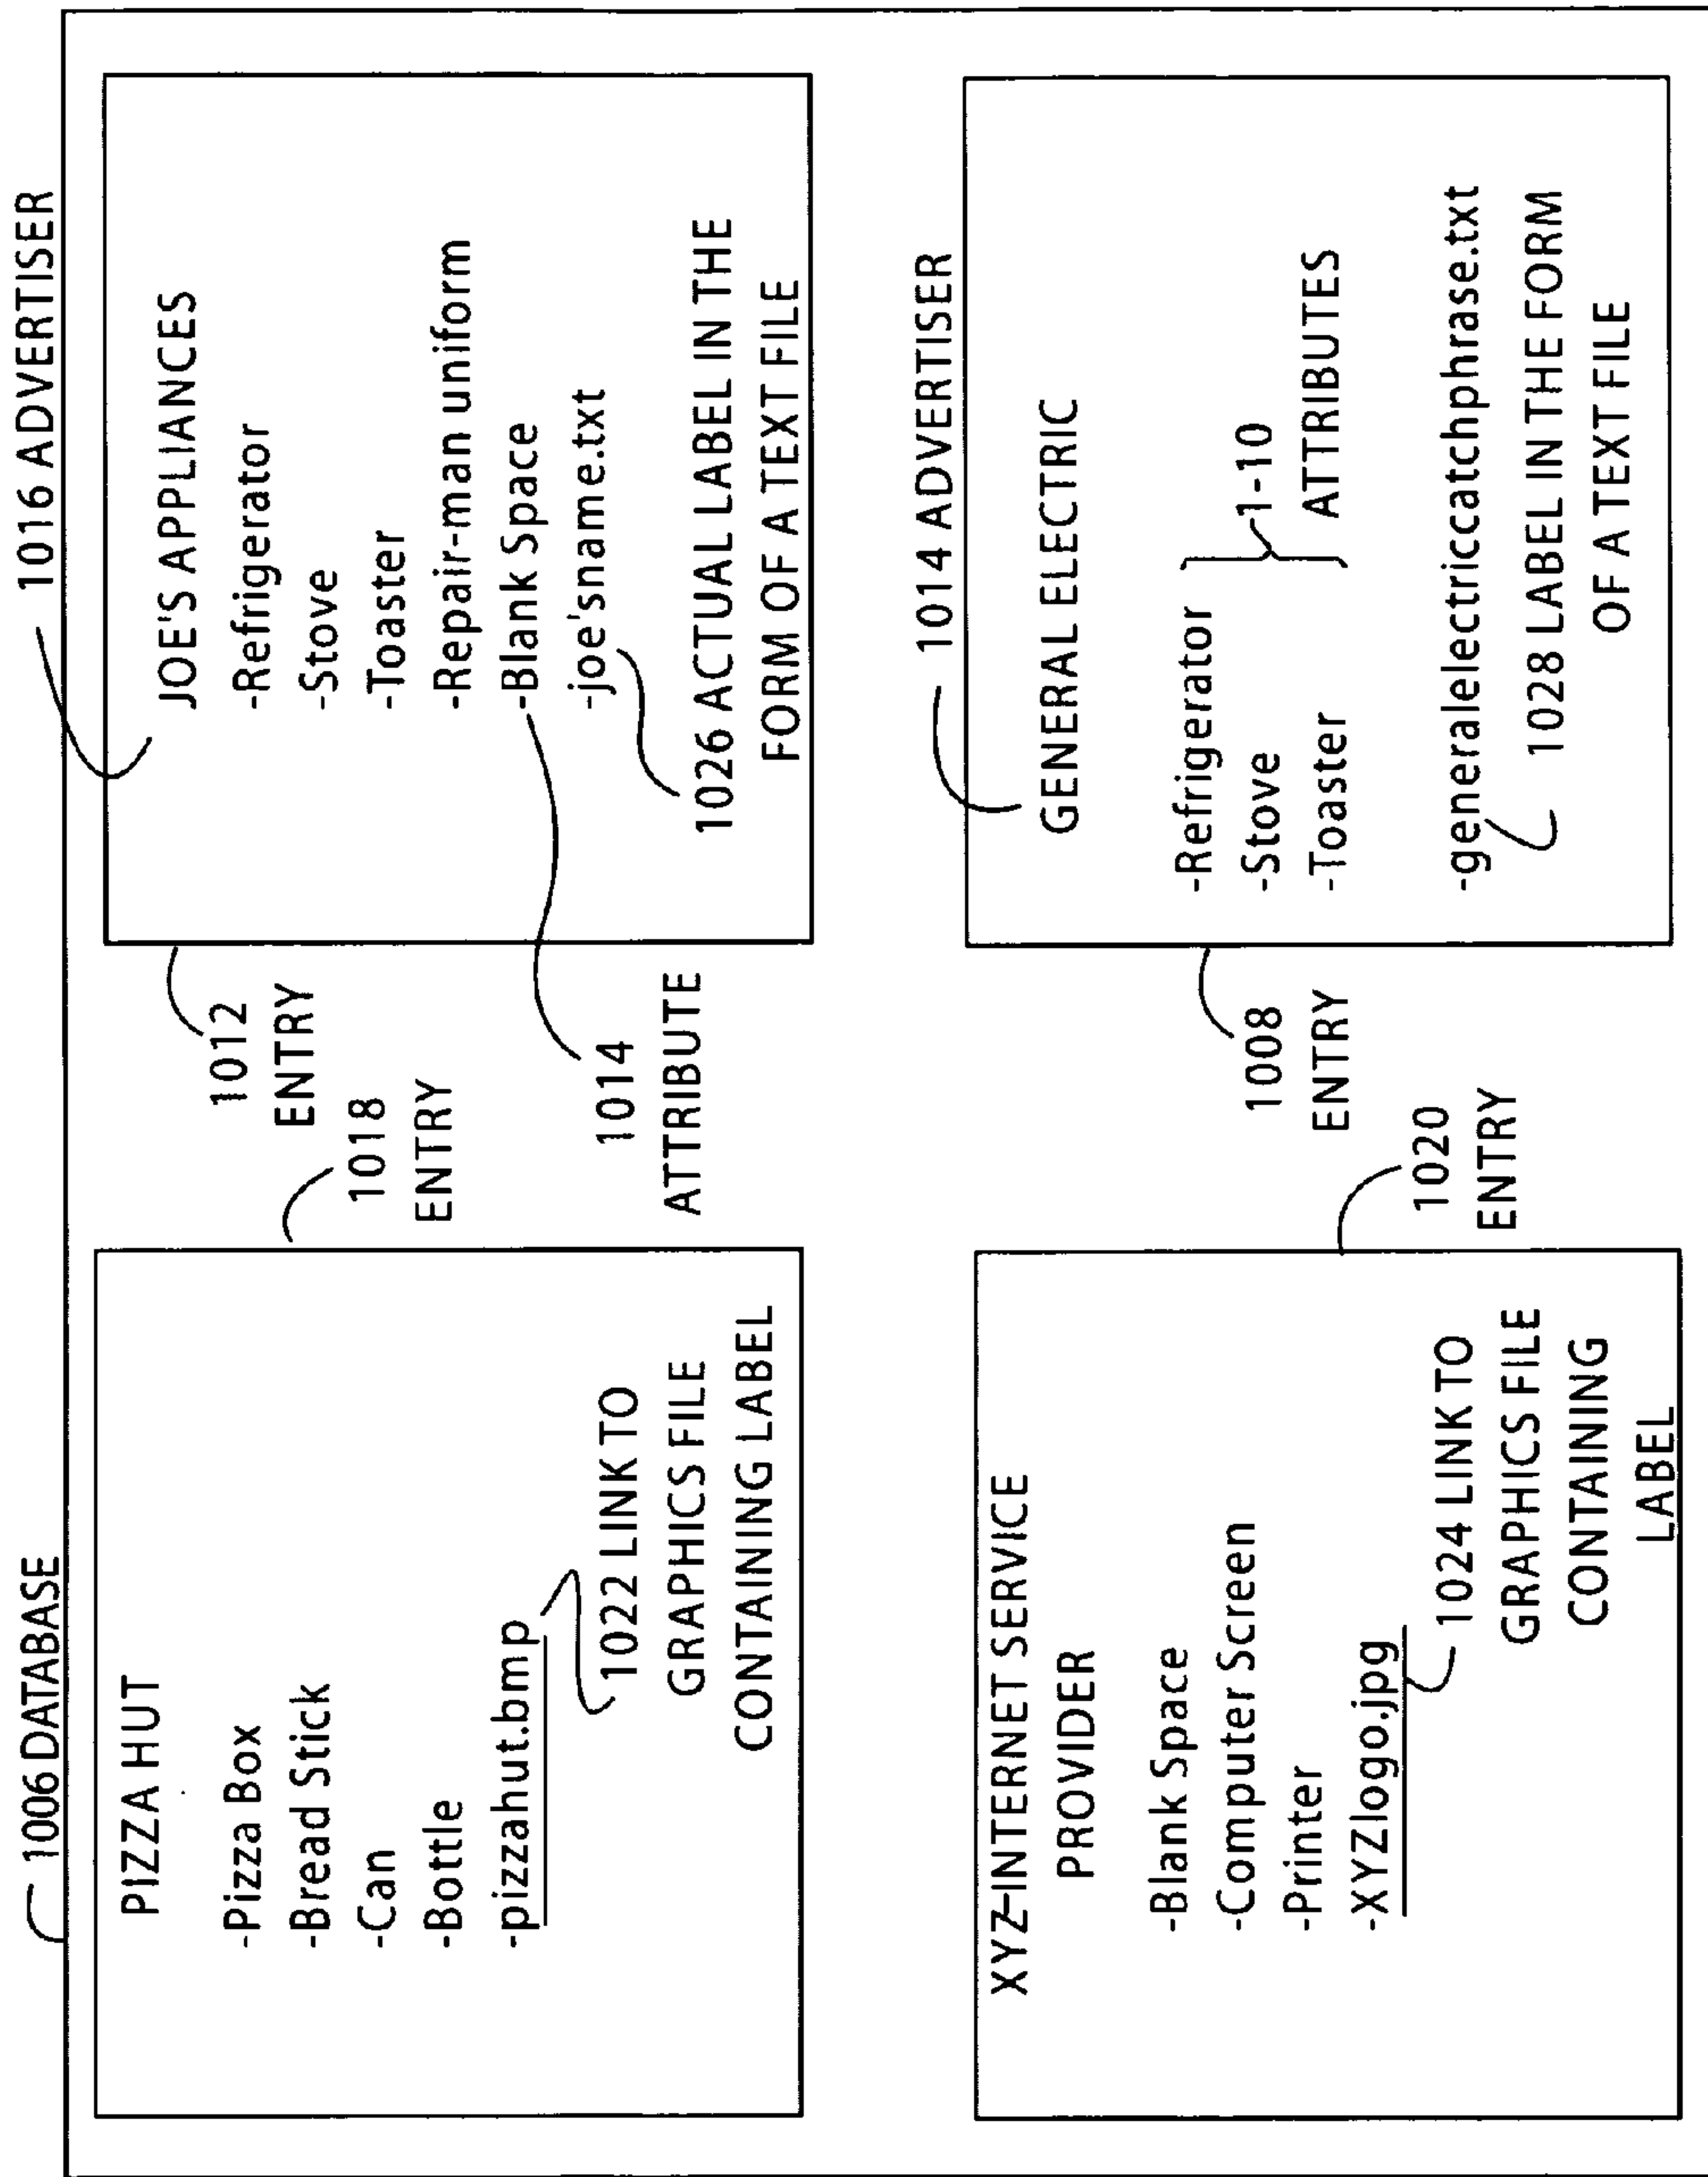 1006 DATABASE
PIZZA HUT
-Pizza Box
-Bread Stick
-Can
-Bottle
-pizzahut.bmp
1022 LINK TO
GRAPHICS FILE
CONTAINING LABEL
1018
ENTRY
1016 ADVERTISER
JOE'S APPLIANCES
-Refrigerator
-Stove
-Toaster
-Repair-man uniform
-Blank Space
-joe'sname.txt
1026 ACTUAL LABEL IN THE
FORM OF A TEXT FILE
1012
ENTRY
1014
ATTRIBUTE
XYZ-INTERNET SERVICE
PROVIDER
-Blank Space
-Computer Screen
-Printer
-XYZlogo.jpg
1024 LINK TO
GRAPHICS FILE
CONTAINING
LABEL
1020
ENTRY
1014 ADVERTISER
GENERAL ELECTRIC
-Refrigerator
-Stove
-Toaster
1-10
ATTRIBUTES
-generalelectriccatchphrase.txt
1028 LABEL IN THE FORM
OF A TEXT FILE
1008
ENTRY